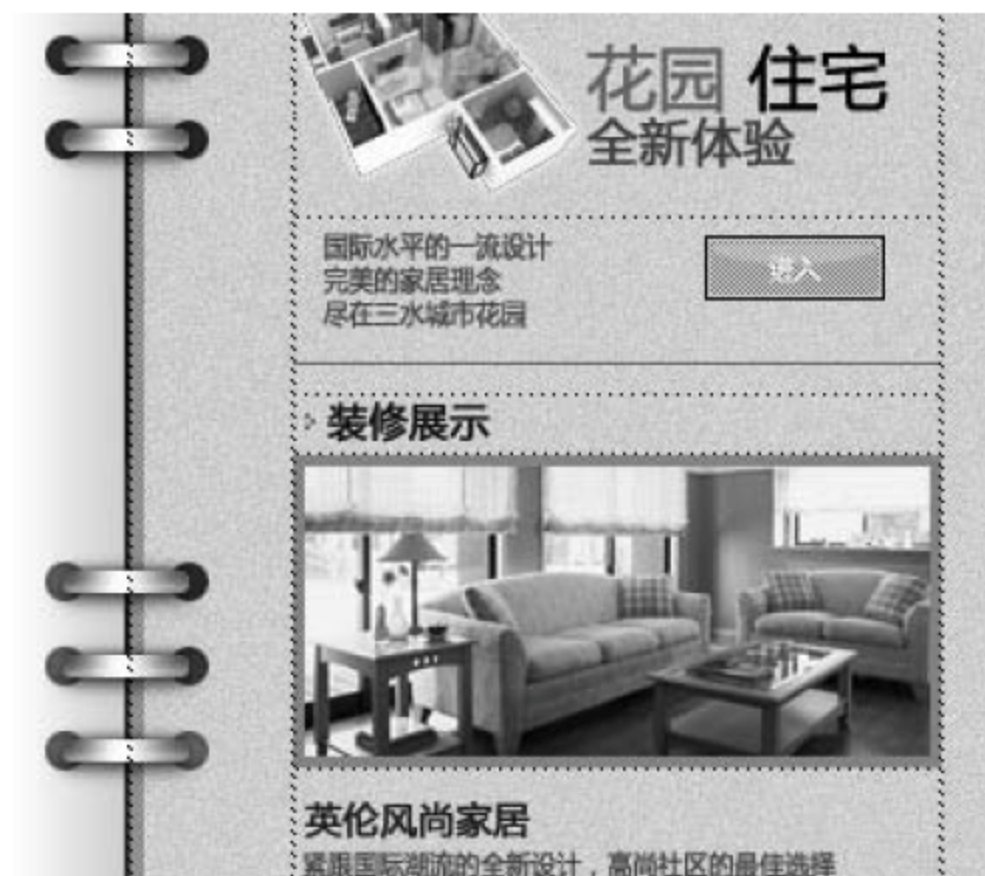 花园 住宅
全新体验
国际水平的一流设计
完美的家居理念
尽在三水城市花园
进入
装修展示
英伦风尚家居
紧跟国际潮流的全新设计，高尚社区的最佳选择